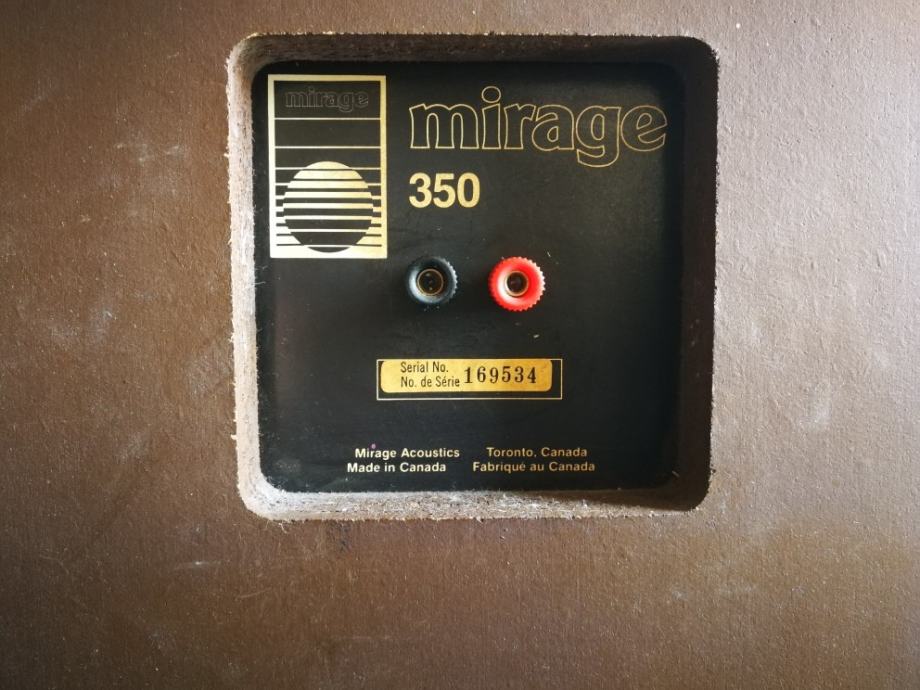 mirage
mirage
350
Serial No.
No. de Série 169534
Mirage Acoustics Toronto, Canada
Made in Canada Fabriqué au Canada